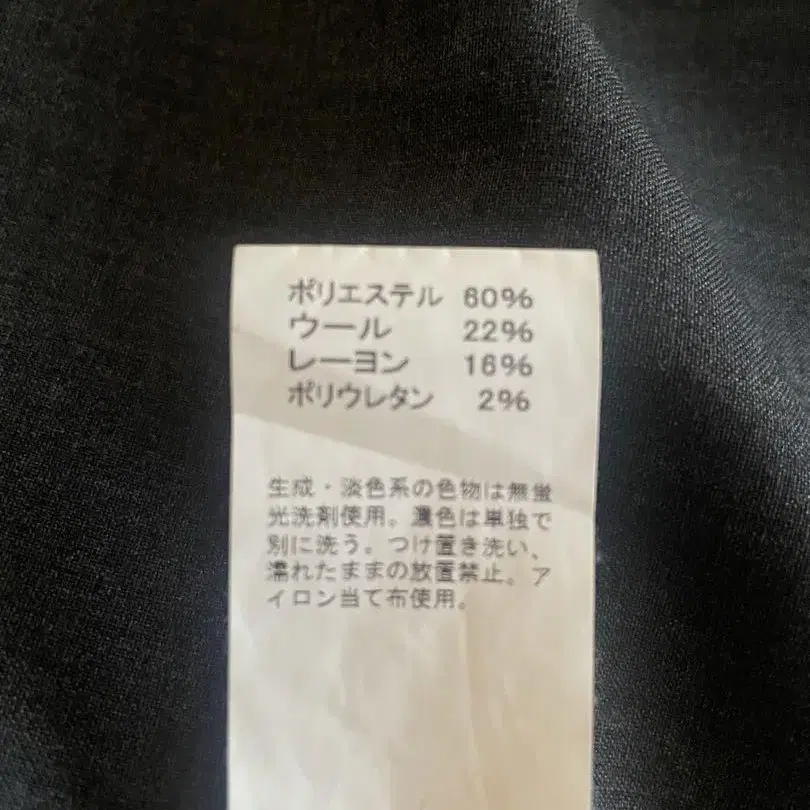 ポリエステル 60%
ウール 22%
レーヨン 16%
ポリウレタン 2%
生成・淡色系の色物は無蛍
光洗剤使用。濃色は単独で
別に洗う。つけ置き洗い、
濡れたままの放置禁止。ア
イロン当て布使用。